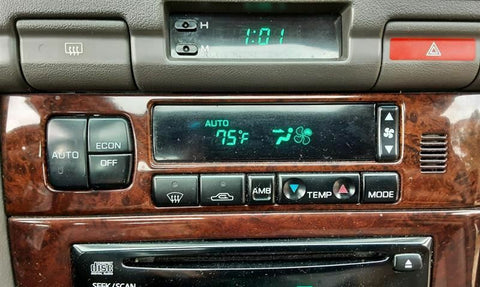 H
1:01
M
AUTO
75°F
AUTO
ECON
OFF
AMB
TEMP
MODE
disc
SEEK/SCAN